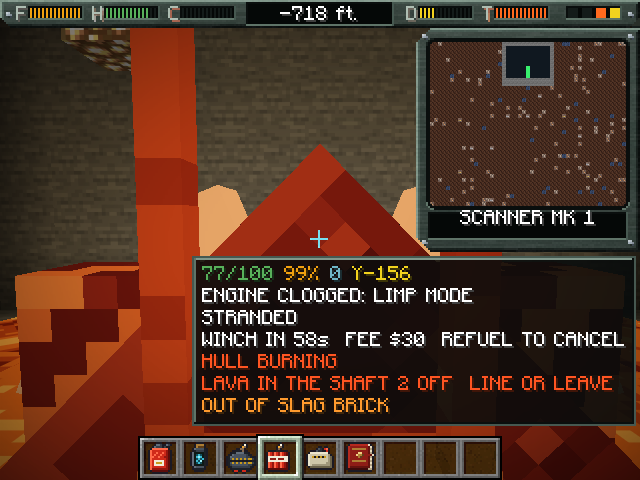 F H C -718 ft. D T
SCANNER MK 1
77/100 99% 0 Y-156
ENGINE CLOGGED: LIMP MODE
STRANDED
WINCH IN 58s FEE $30 REFUEL TO CANCEL
HULL BURNING
LAVA IN THE SHAFT 2 OFF LINE OR LEAVE
OUT OF SLAG BRICK